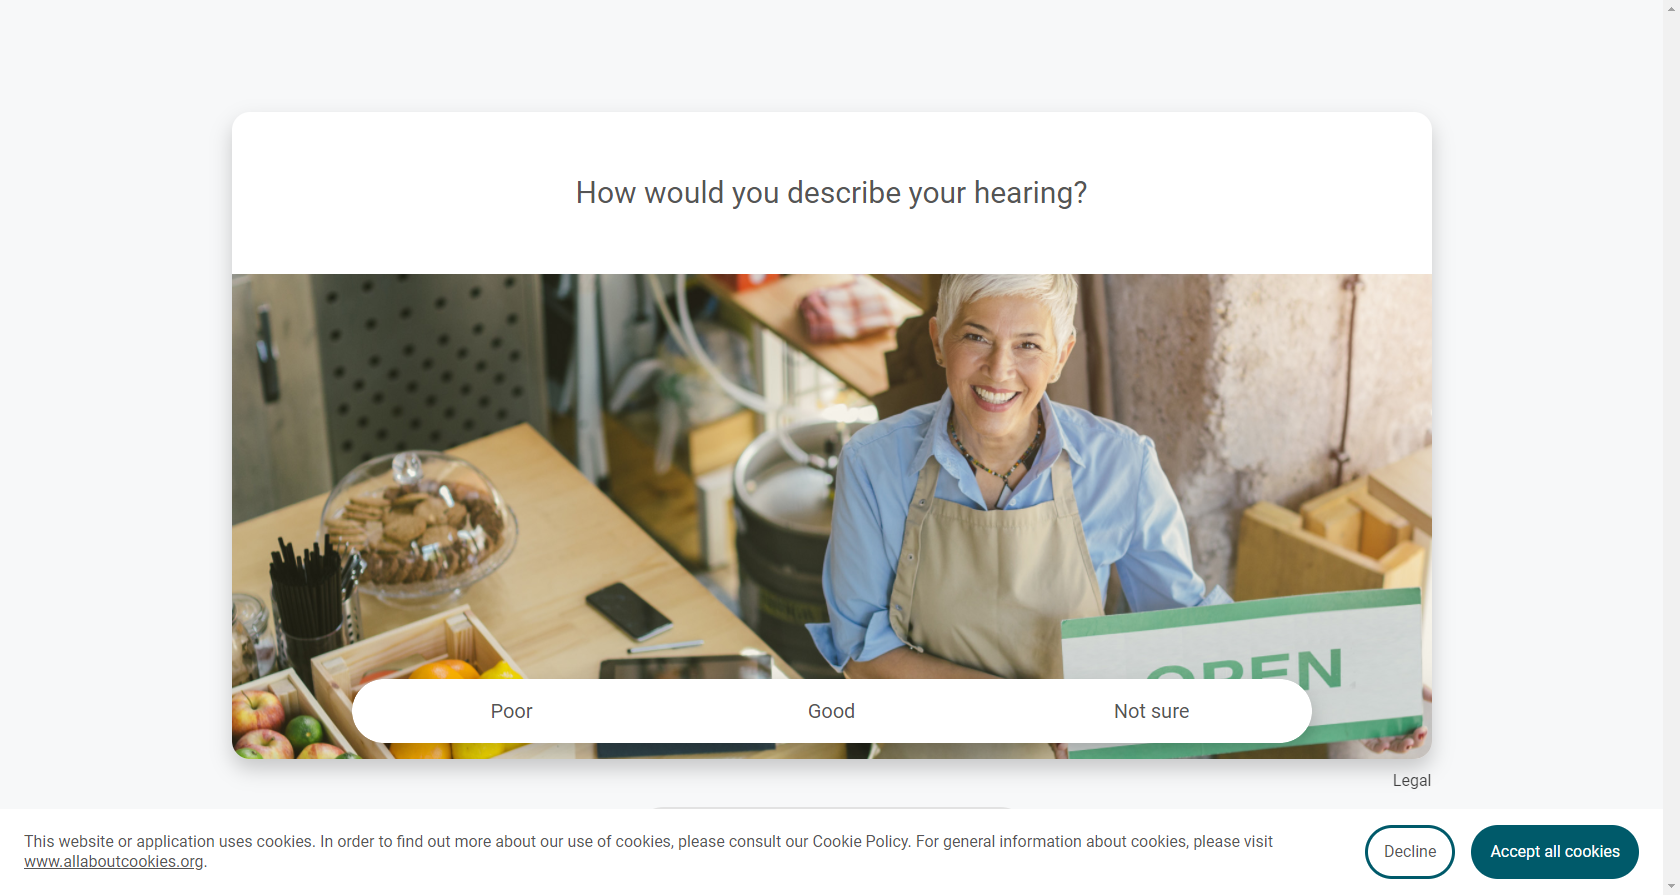 How would you describe your hearing?
OPEN
Poor
Good
Not sure
Legal
This website or application uses cookies. In order to find out more about our use of cookies, please consult our Cookie Policy. For general information about cookies, please visit
www.allaboutcookies.org.
Decline
Accept all cookies